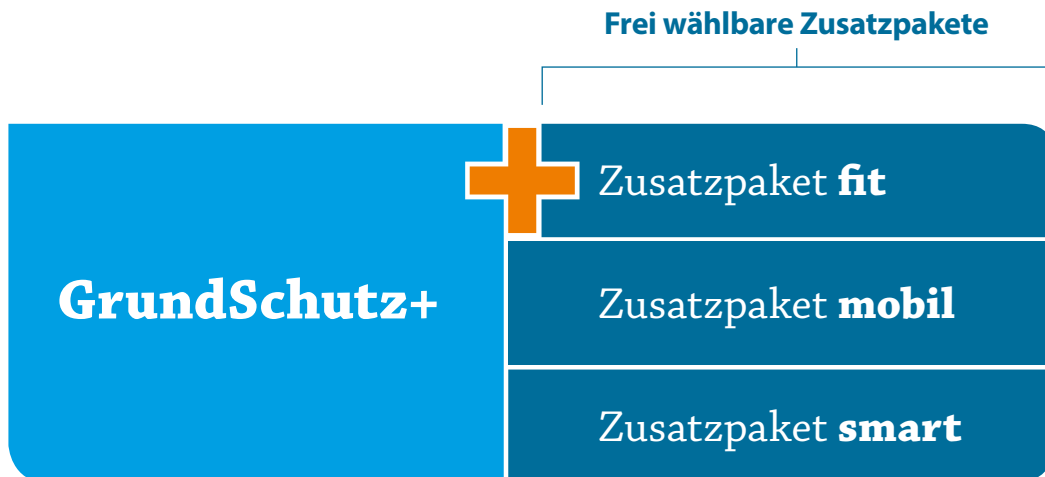 Frei wählbare Zusatzpakete
GrundSchutz+
Zusatzpaket fit
Zusatzpaket mobil
Zusatzpaket smart